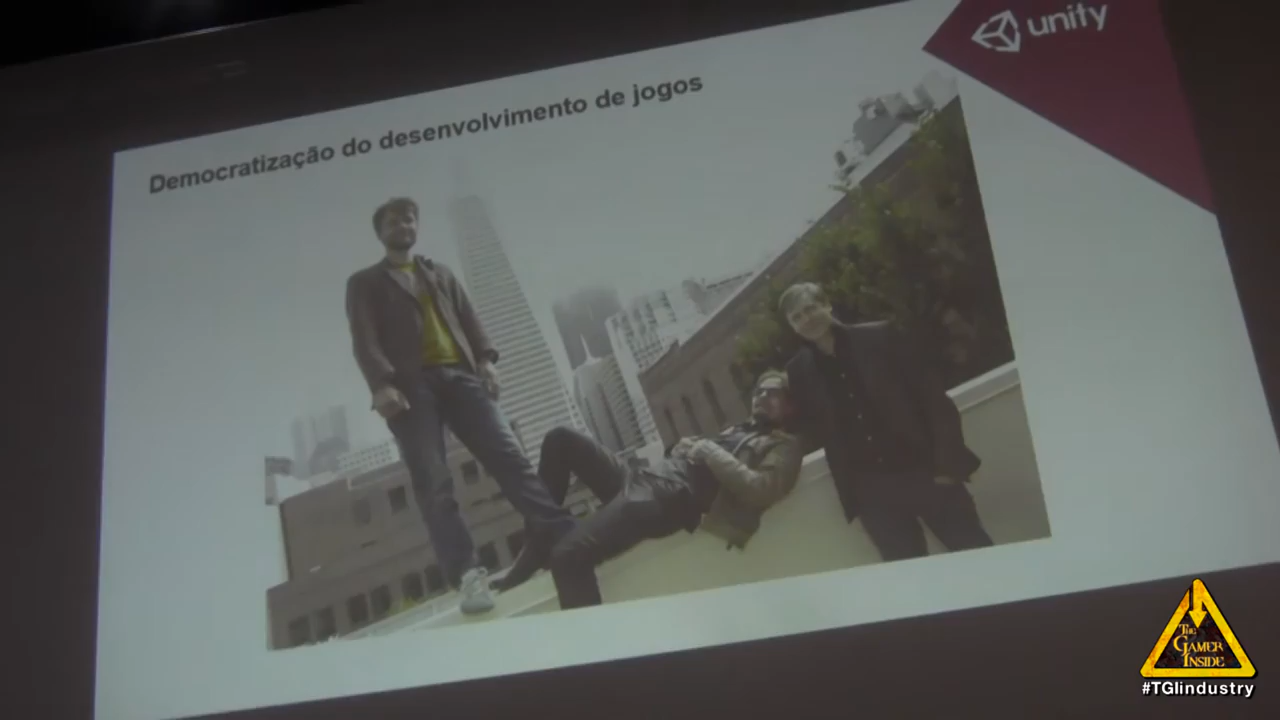 unity
Democratização do desenvolvimento de jogos
The
Gamer
Inside
#TGIindustry